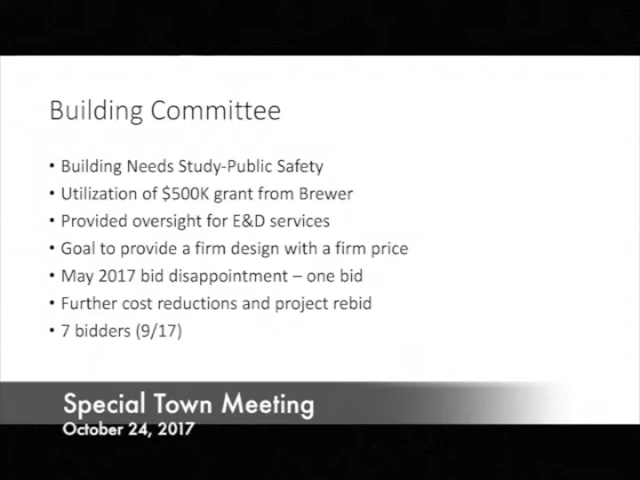 Building Committee
• Building Needs Study-Public Safety
• Utilization of $500K grant from Brewer
• Provided oversight for E&D services
• Goal to provide a firm design with a firm price
• May 2017 bid disappointment – one bid
• Further cost reductions and project rebid
• 7 bidders (9/17)
Special Town Meeting
October 24, 2017